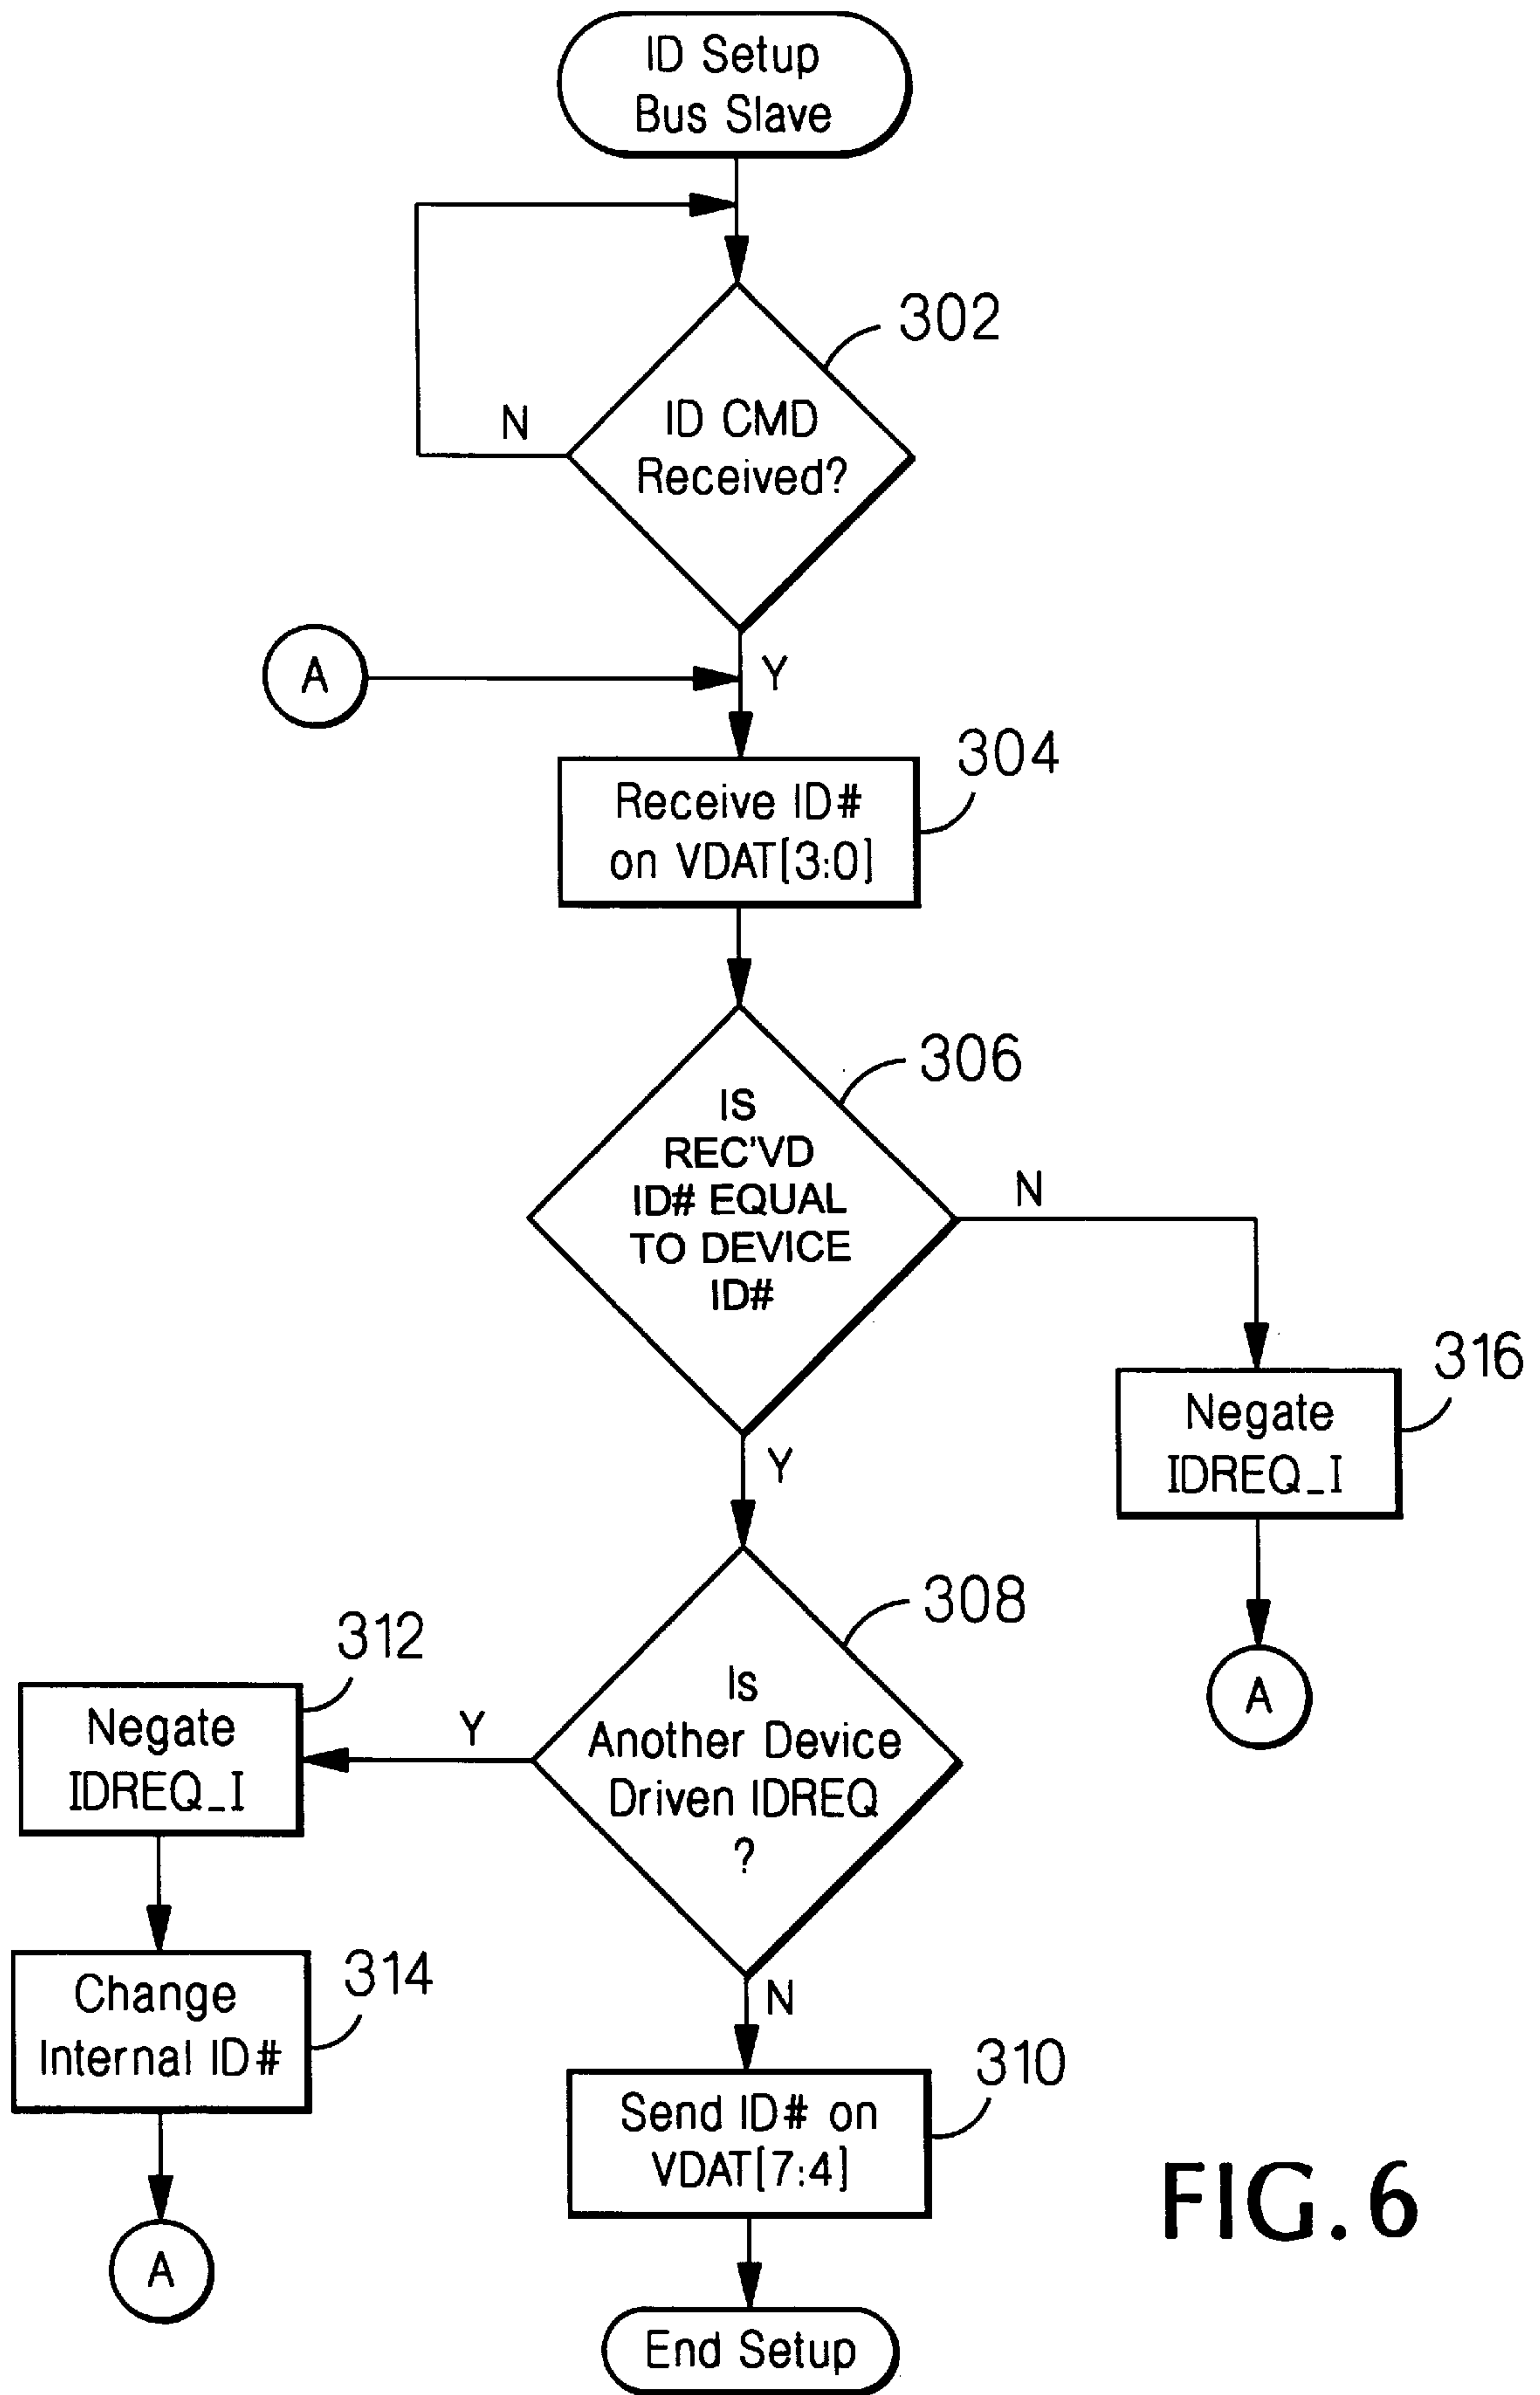 ID Setup
Bus Slave
302
N
ID CMD
Received?
A
Y
304
Receive ID#
on VDAT[3:0]
306
IS
REC'VD
ID# EQUAL
TO DEVICE
ID#
N
316
Negate
IDREQ_I
Y
A
308
Is
Another Device
Driven IDREQ
?
312
Y
Negate
IDREQ_I
314
Change
Internal ID#
N
310
Send ID# on
VDAT[7:4]
A
End Setup
FIG. 6